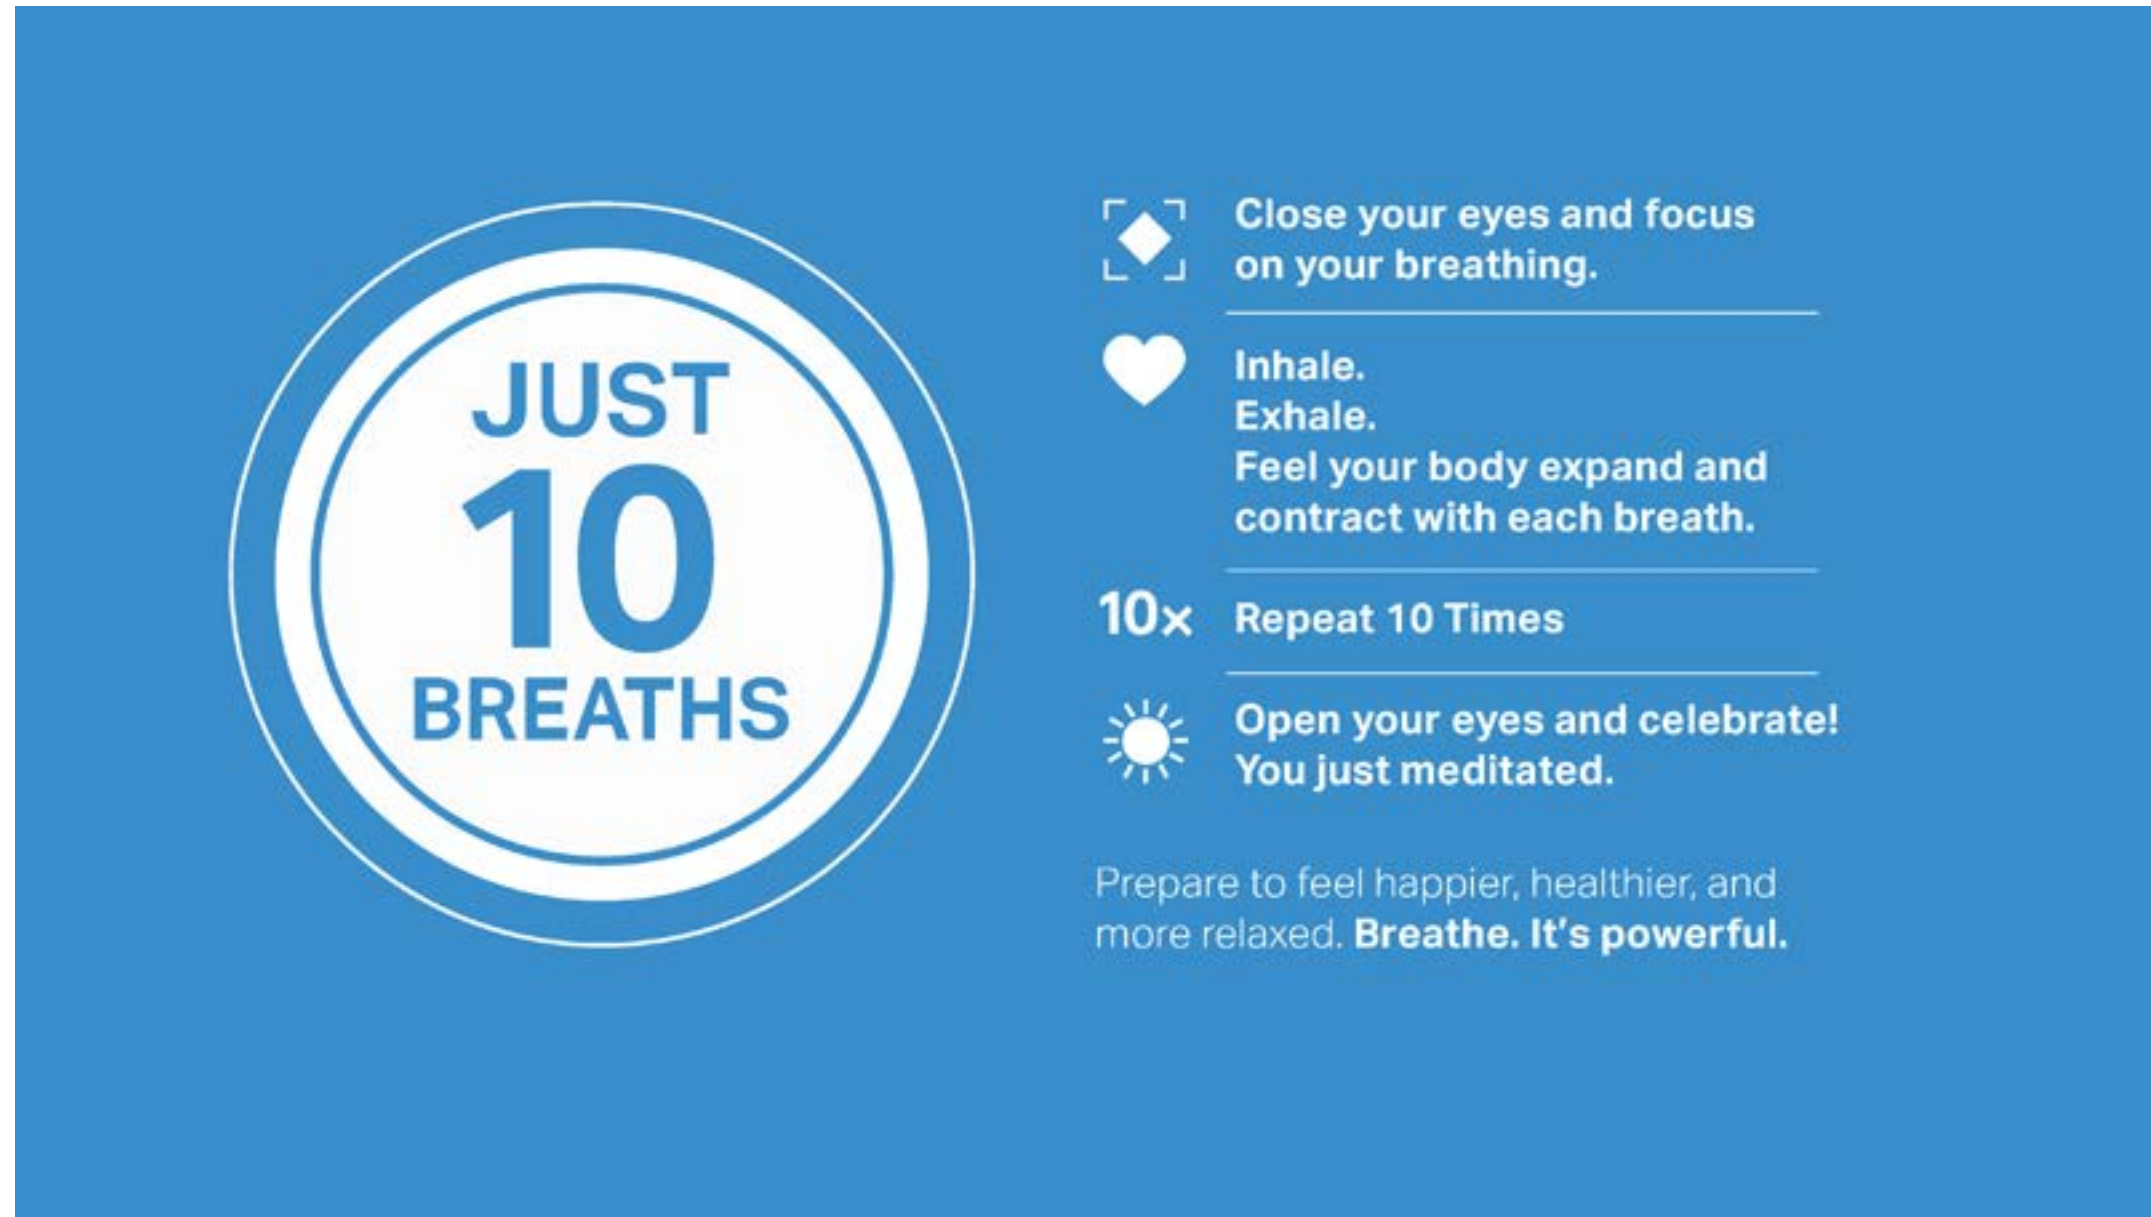 JUST
10
BREATHS
Close your eyes and focus
on your breathing.
Inhale.
Exhale.
Feel your body expand and
contract with each breath.
10x
Repeat 10 Times
Open your eyes and celebrate!
You just meditated.
Prepare to feel happier, healthier, and
more relaxed. Breathe. It's powerful.